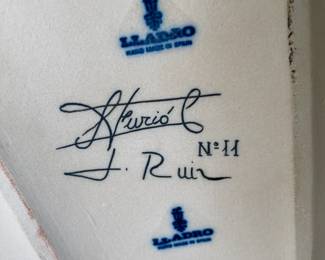 LLADRO
HAND MADE IN SPAIN
Furió
Nº 11
J. Ruiz
LLADRO
HAND MADE IN SPAIN